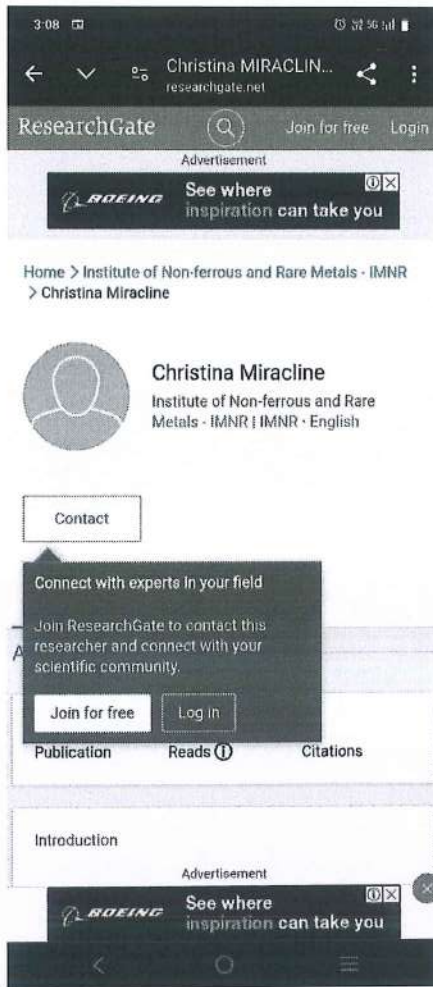 3:08
Christina MIRACLIN...
researchgate.net
ResearchGate
Join for free Login
Advertisement
BOEING
See where
inspiration can take you
Home > Institute of Non-ferrous and Rare Metals - IMNR
> Christina Miracline
Christina Miracline
Institute of Non-ferrous and Rare
Metals - IMNR | IMNR · English
Contact
Connect with experts in your field
Join ResearchGate to contact this
researcher and connect with your
scientific community.
A
Join for free Log in
Publication Reads Citations
Introduction
Advertisement
BOEING
See where
inspiration can take you